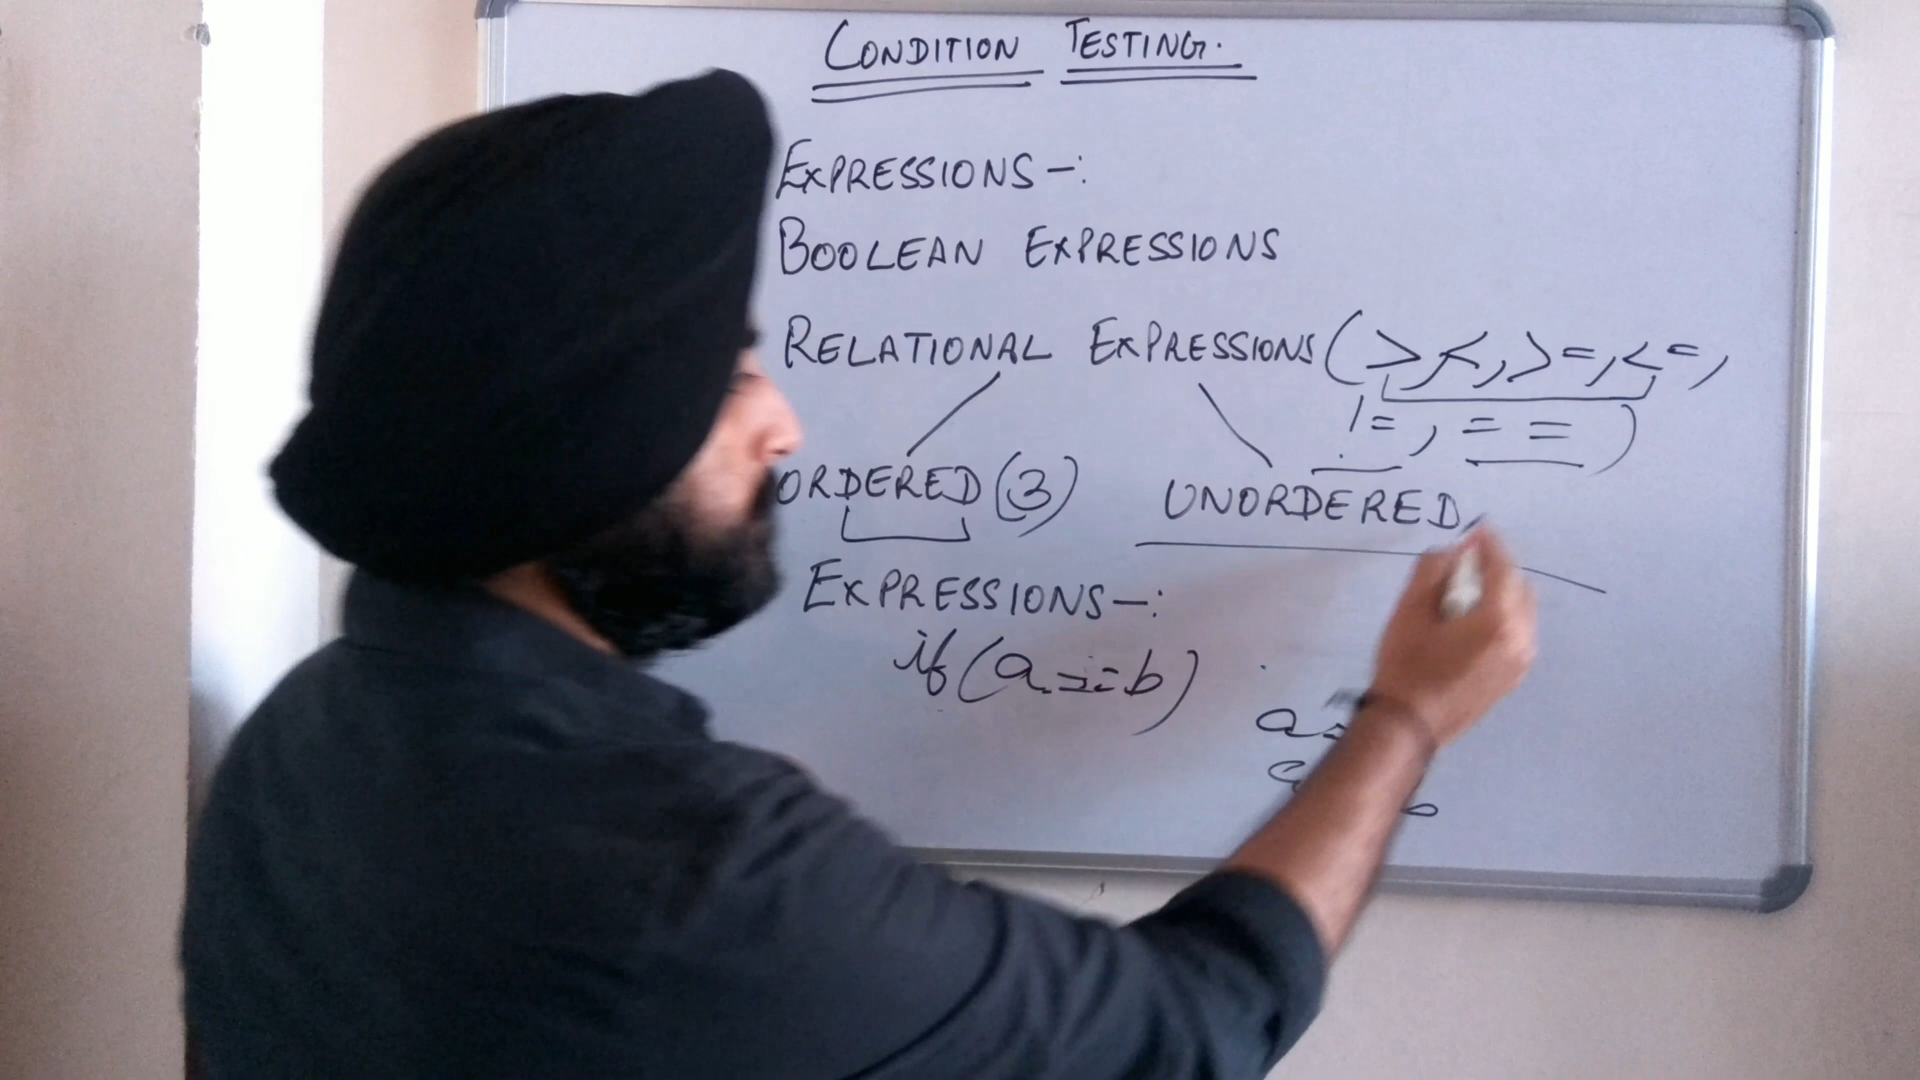 CONDITION TESTING.
EXPRESSIONS -:
BOOLEAN EXPRESSIONS
RELATIONAL EXPRESSIONS (>, <, >=, <=,
!=, ==)
ORDERED (3) UNORDERED
EXPRESSIONS -:
if (a == b)
a=